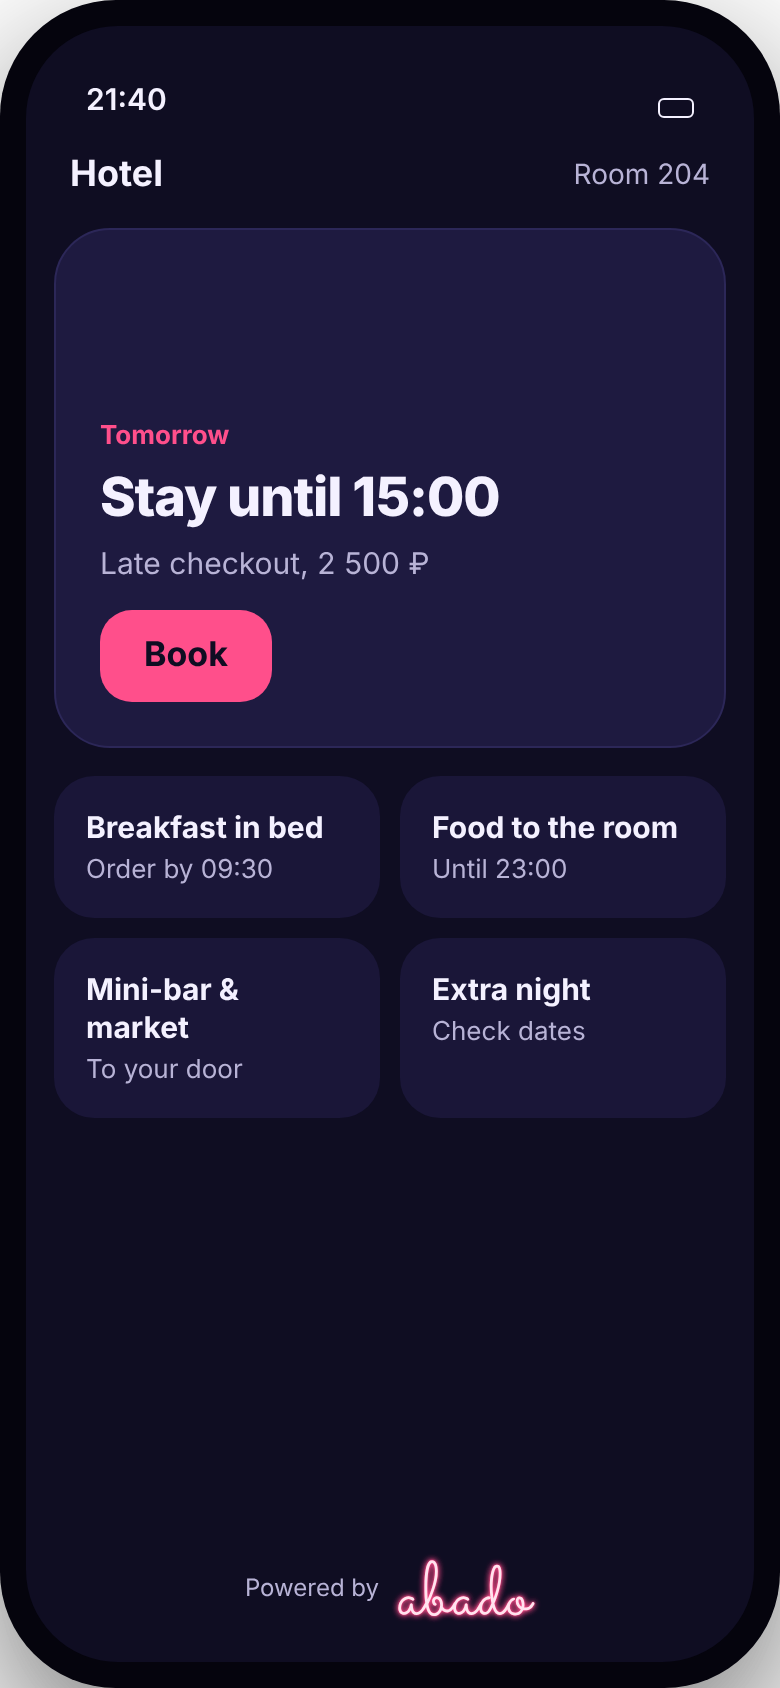 21:40
Hotel
Room 204
Tomorrow
Stay until 15:00
Late checkout, 2 500 ₽
Book
Breakfast in bed
Order by 09:30
Food to the room
Until 23:00
Mini-bar &
market
To your door
Extra night
Check dates
Powered by abado